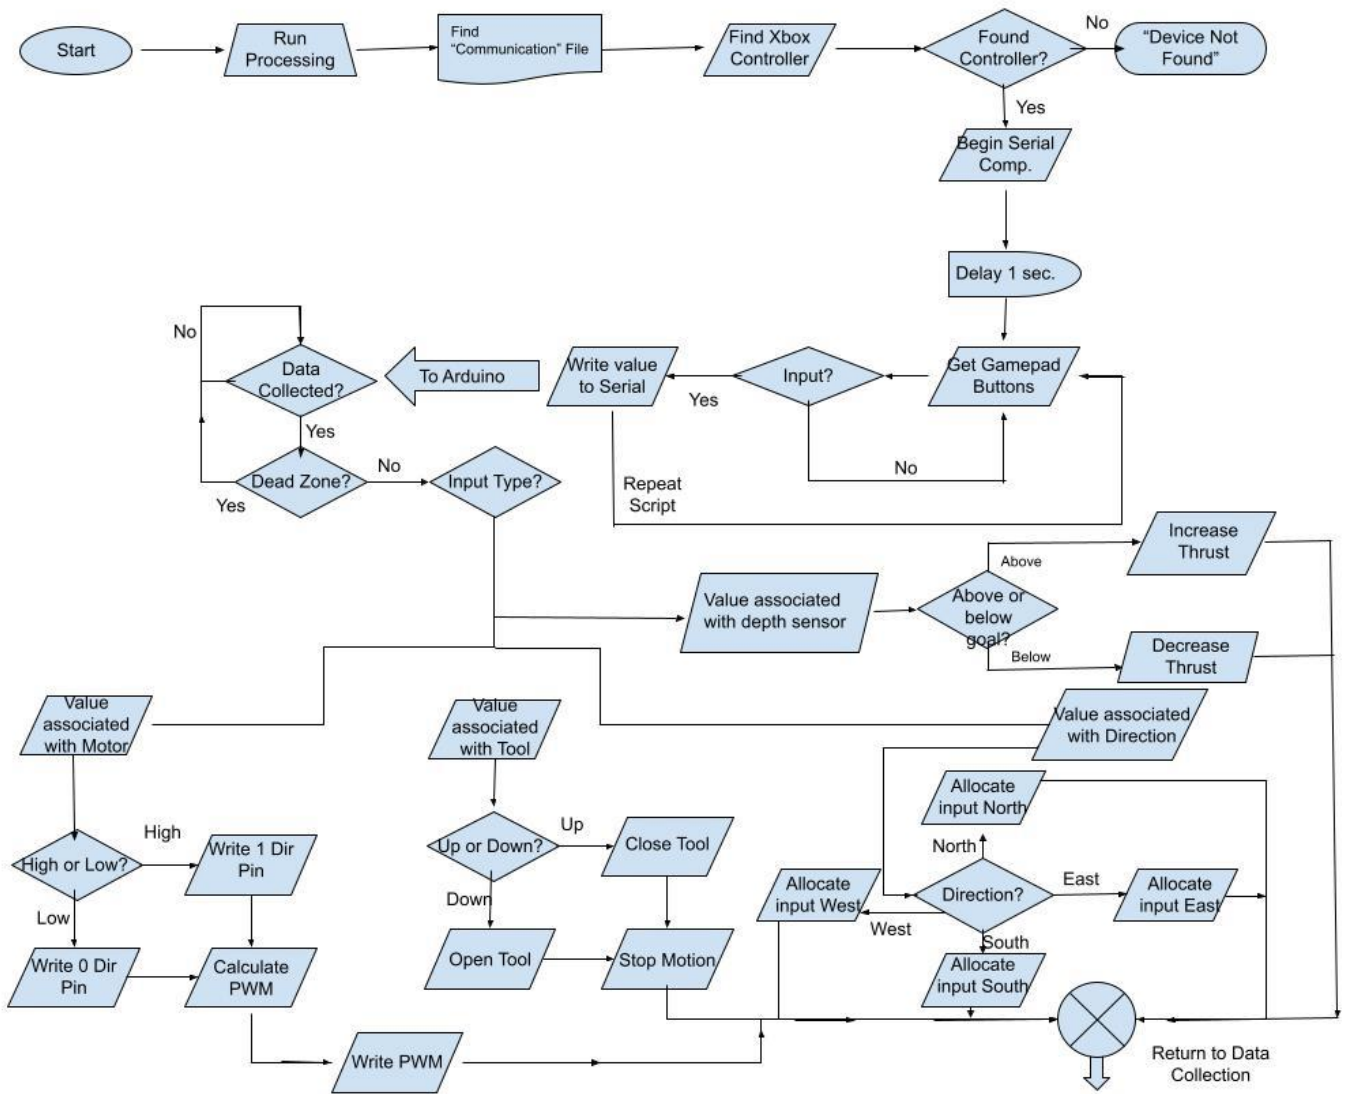 Start
Run
Processing
Find
“Communication” File
Find Xbox
Controller
Found
Controller?
No
“Device Not
Found”
Yes
Begin Serial
Comp.
Delay 1 sec.
Get Gamepad
Buttons
Input?
No
Yes
Write value
to Serial
Repeat
Script
To Arduino
Data
Collected?
No
Yes
Dead Zone?
Yes
No
Input Type?
Value associated
with depth sensor
Above or
below
goal?
Above
Increase
Thrust
Below
Decrease
Thrust
Value
associated
with Motor
High or Low?
High
Write 1 Dir
Pin
Low
Write 0 Dir
Pin
Calculate
PWM
Write PWM
Value
associated
with Tool
Up or Down?
Up
Close Tool
Down
Open Tool
Stop Motion
Value associated
with Direction
Direction?
North
Allocate
input North
East
Allocate
input East
West
Allocate
input West
South
Allocate
input South
Return to Data
Collection